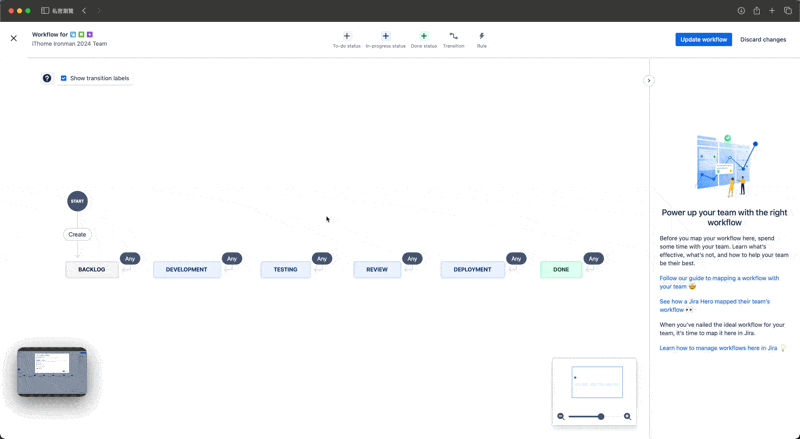 私密瀏覽
Workflow for
iThome Ironman 2024 Team
To-do status
In-progress status
Done status
Transition
Rule
Update workflow
Discard changes
?
Show transition labels
START
Create
BACKLOG
Any
DEVELOPMENT
Any
TESTING
Any
REVIEW
Any
DEPLOYMENT
Any
DONE
Any
Power up your team with the right
workflow
Before you map your workflow here, spend
some time with your team. Learn what's
effective, what's not, and how to help your team
be their best.
Follow our guide to mapping a workflow with
your team 🤩
See how a Jira Hero mapped their team's
workflow 👀
When you've nailed the ideal workflow for your
team, it's time to map it here in Jira.
Learn how to manage workflows here in Jira 💡